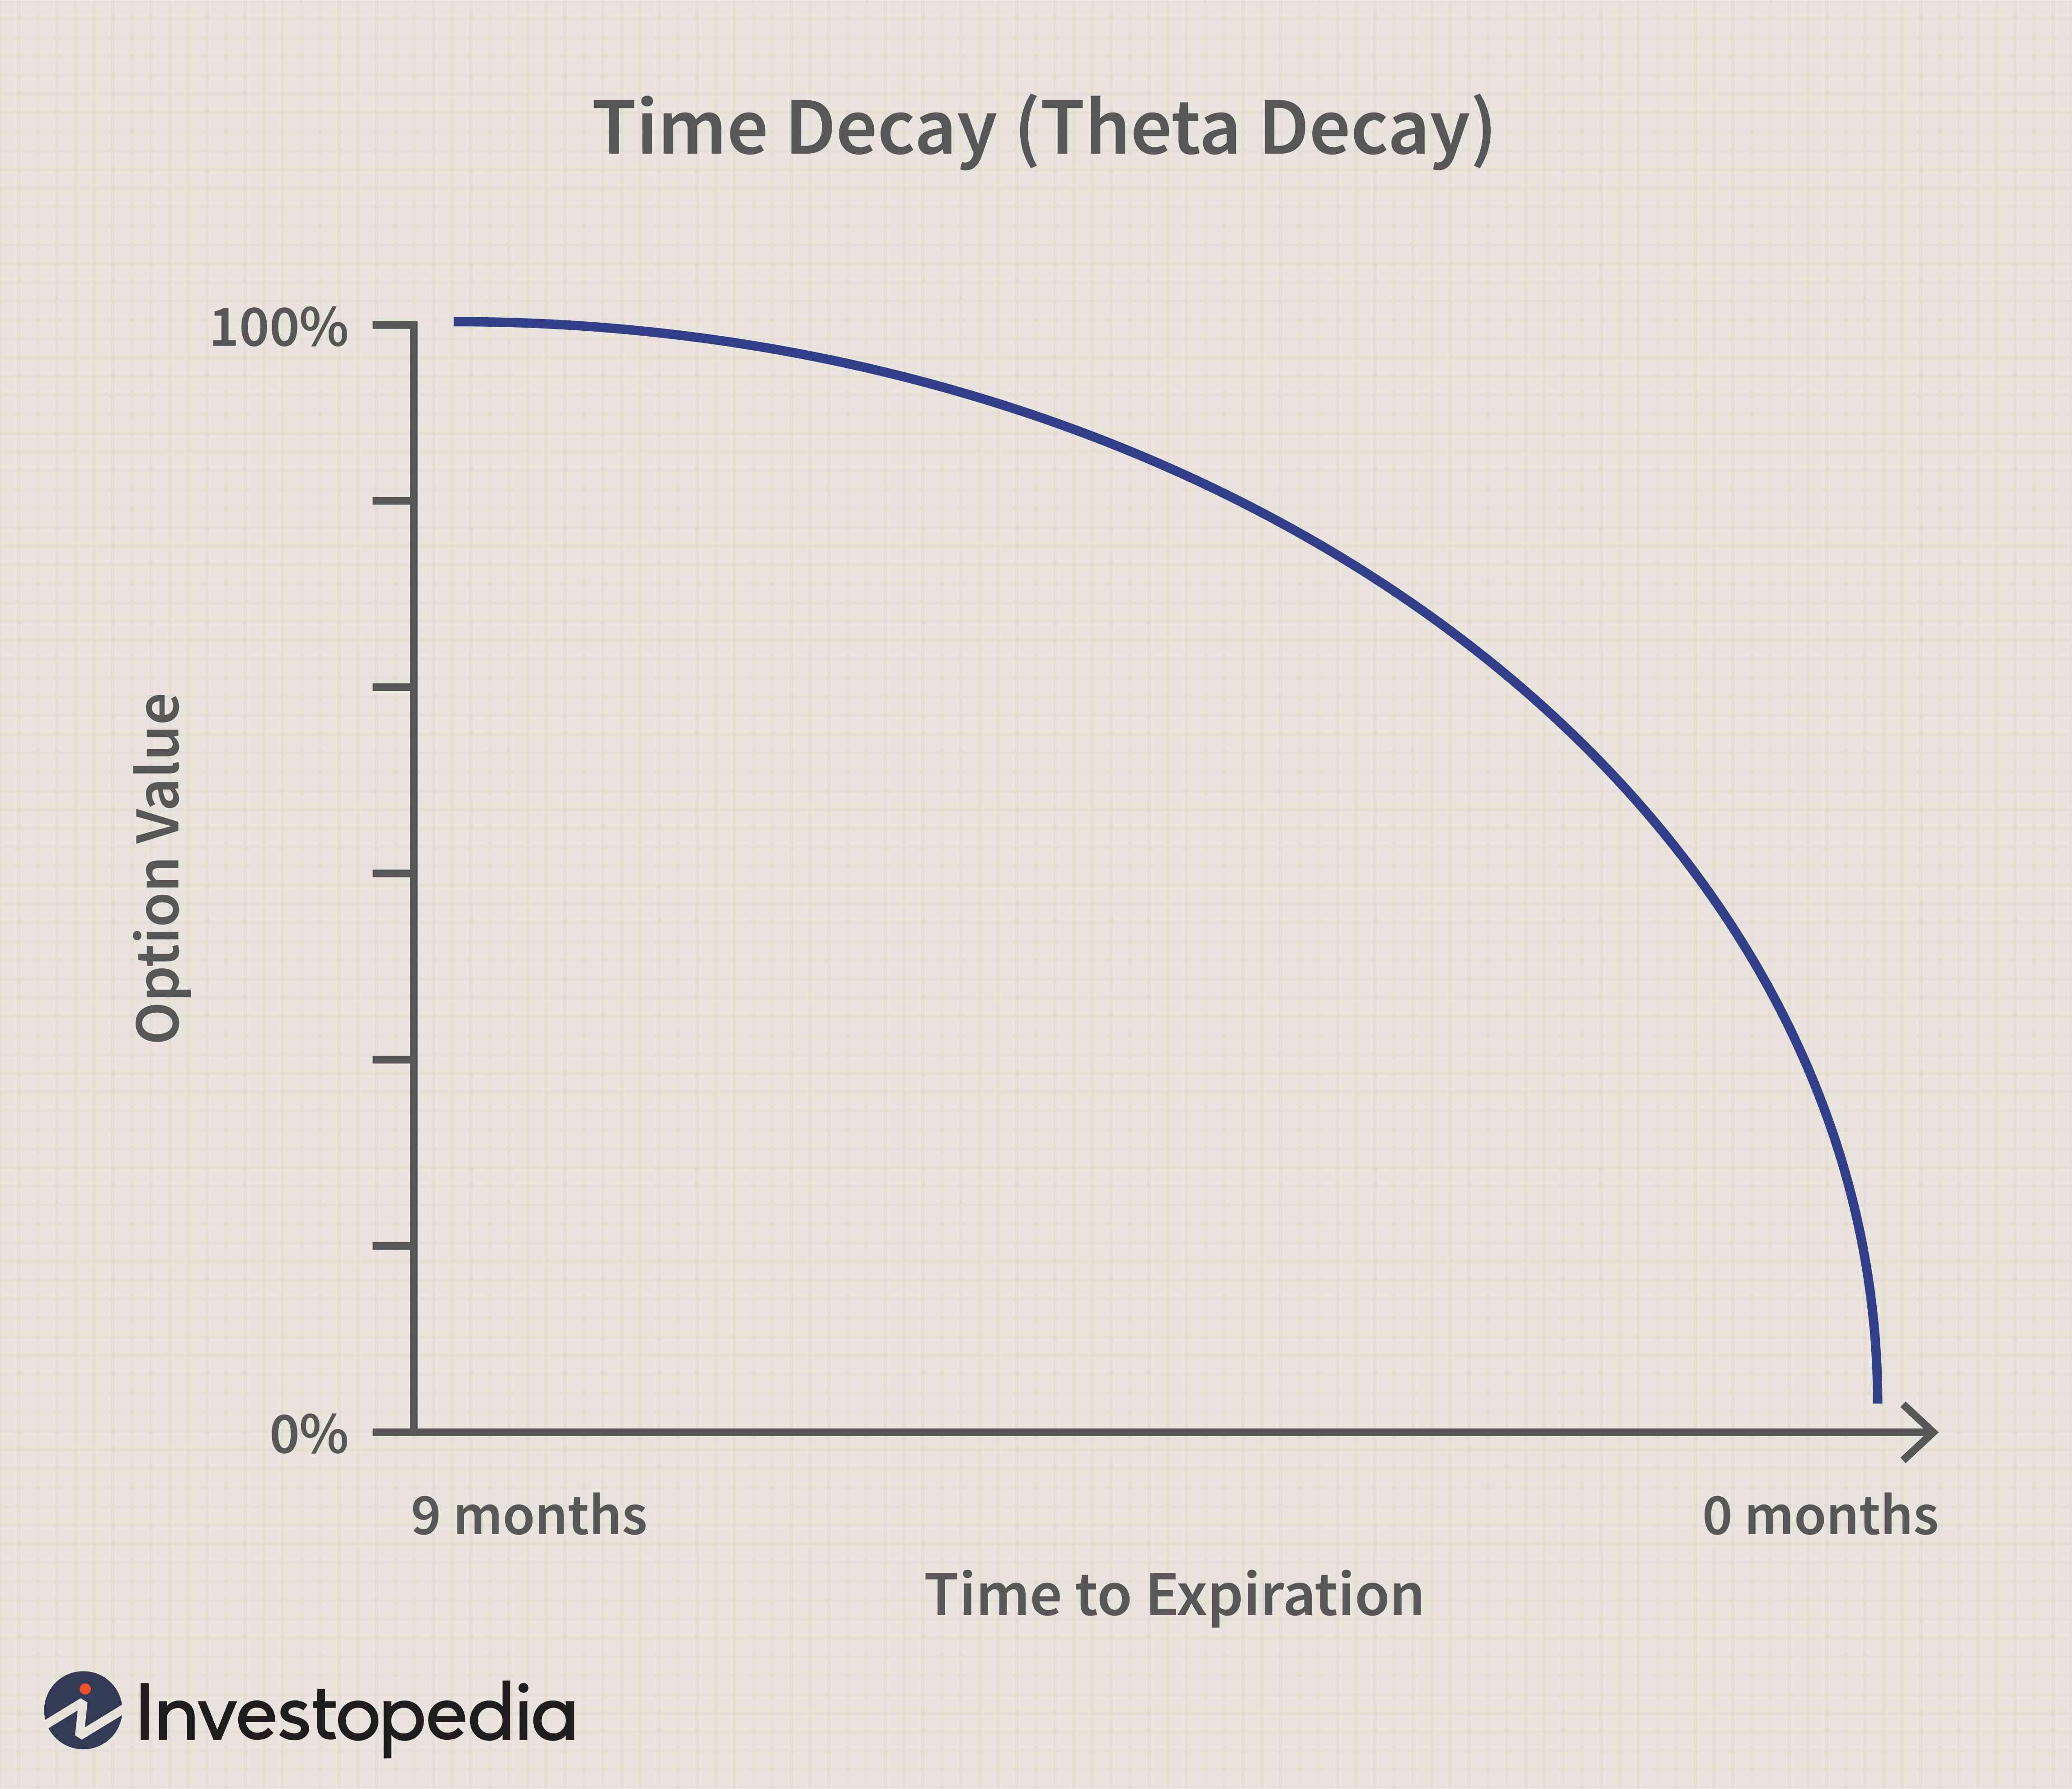 Time Decay (Theta Decay)
100%
Option Value
0%
9 months
0 months
Time to Expiration
Investopedia